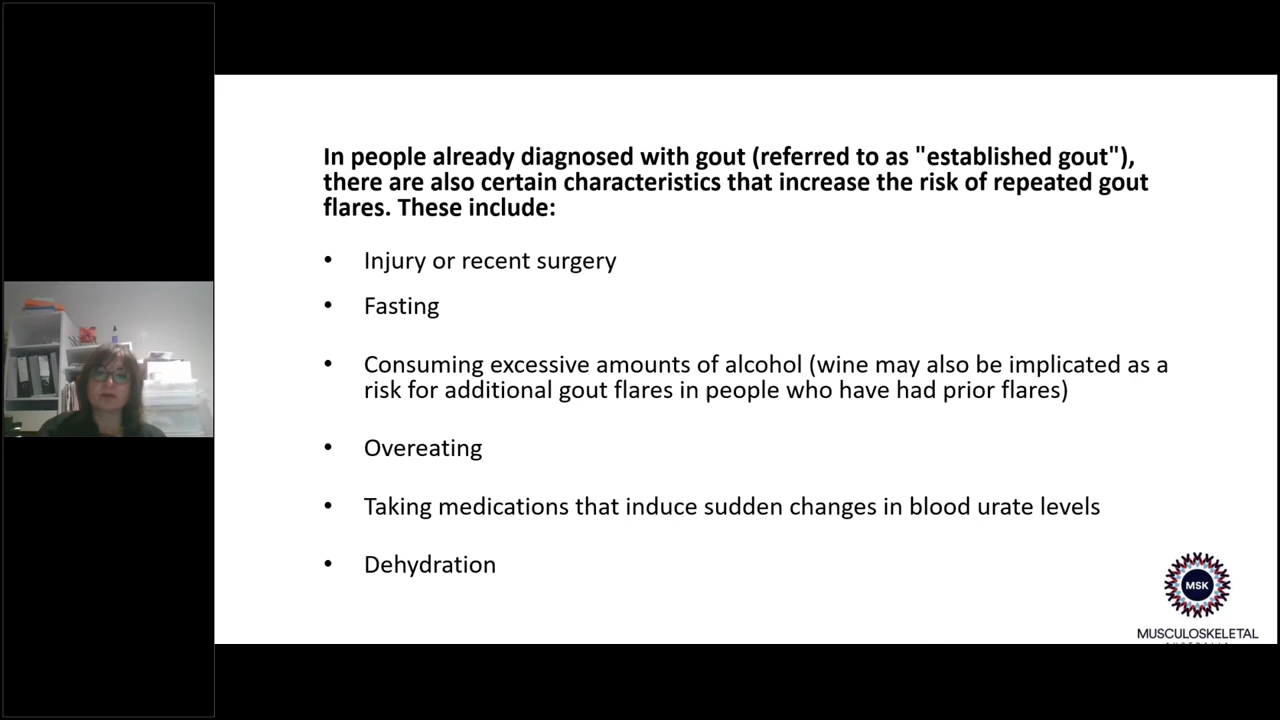 In people already diagnosed with gout (referred to as "established gout"),
there are also certain characteristics that increase the risk of repeated gout
flares. These include:
• Injury or recent surgery
• Fasting
• Consuming excessive amounts of alcohol (wine may also be implicated as a
risk for additional gout flares in people who have had prior flares)
• Overeating
• Taking medications that induce sudden changes in blood urate levels
• Dehydration
MSK
MUSCULOSKELETAL